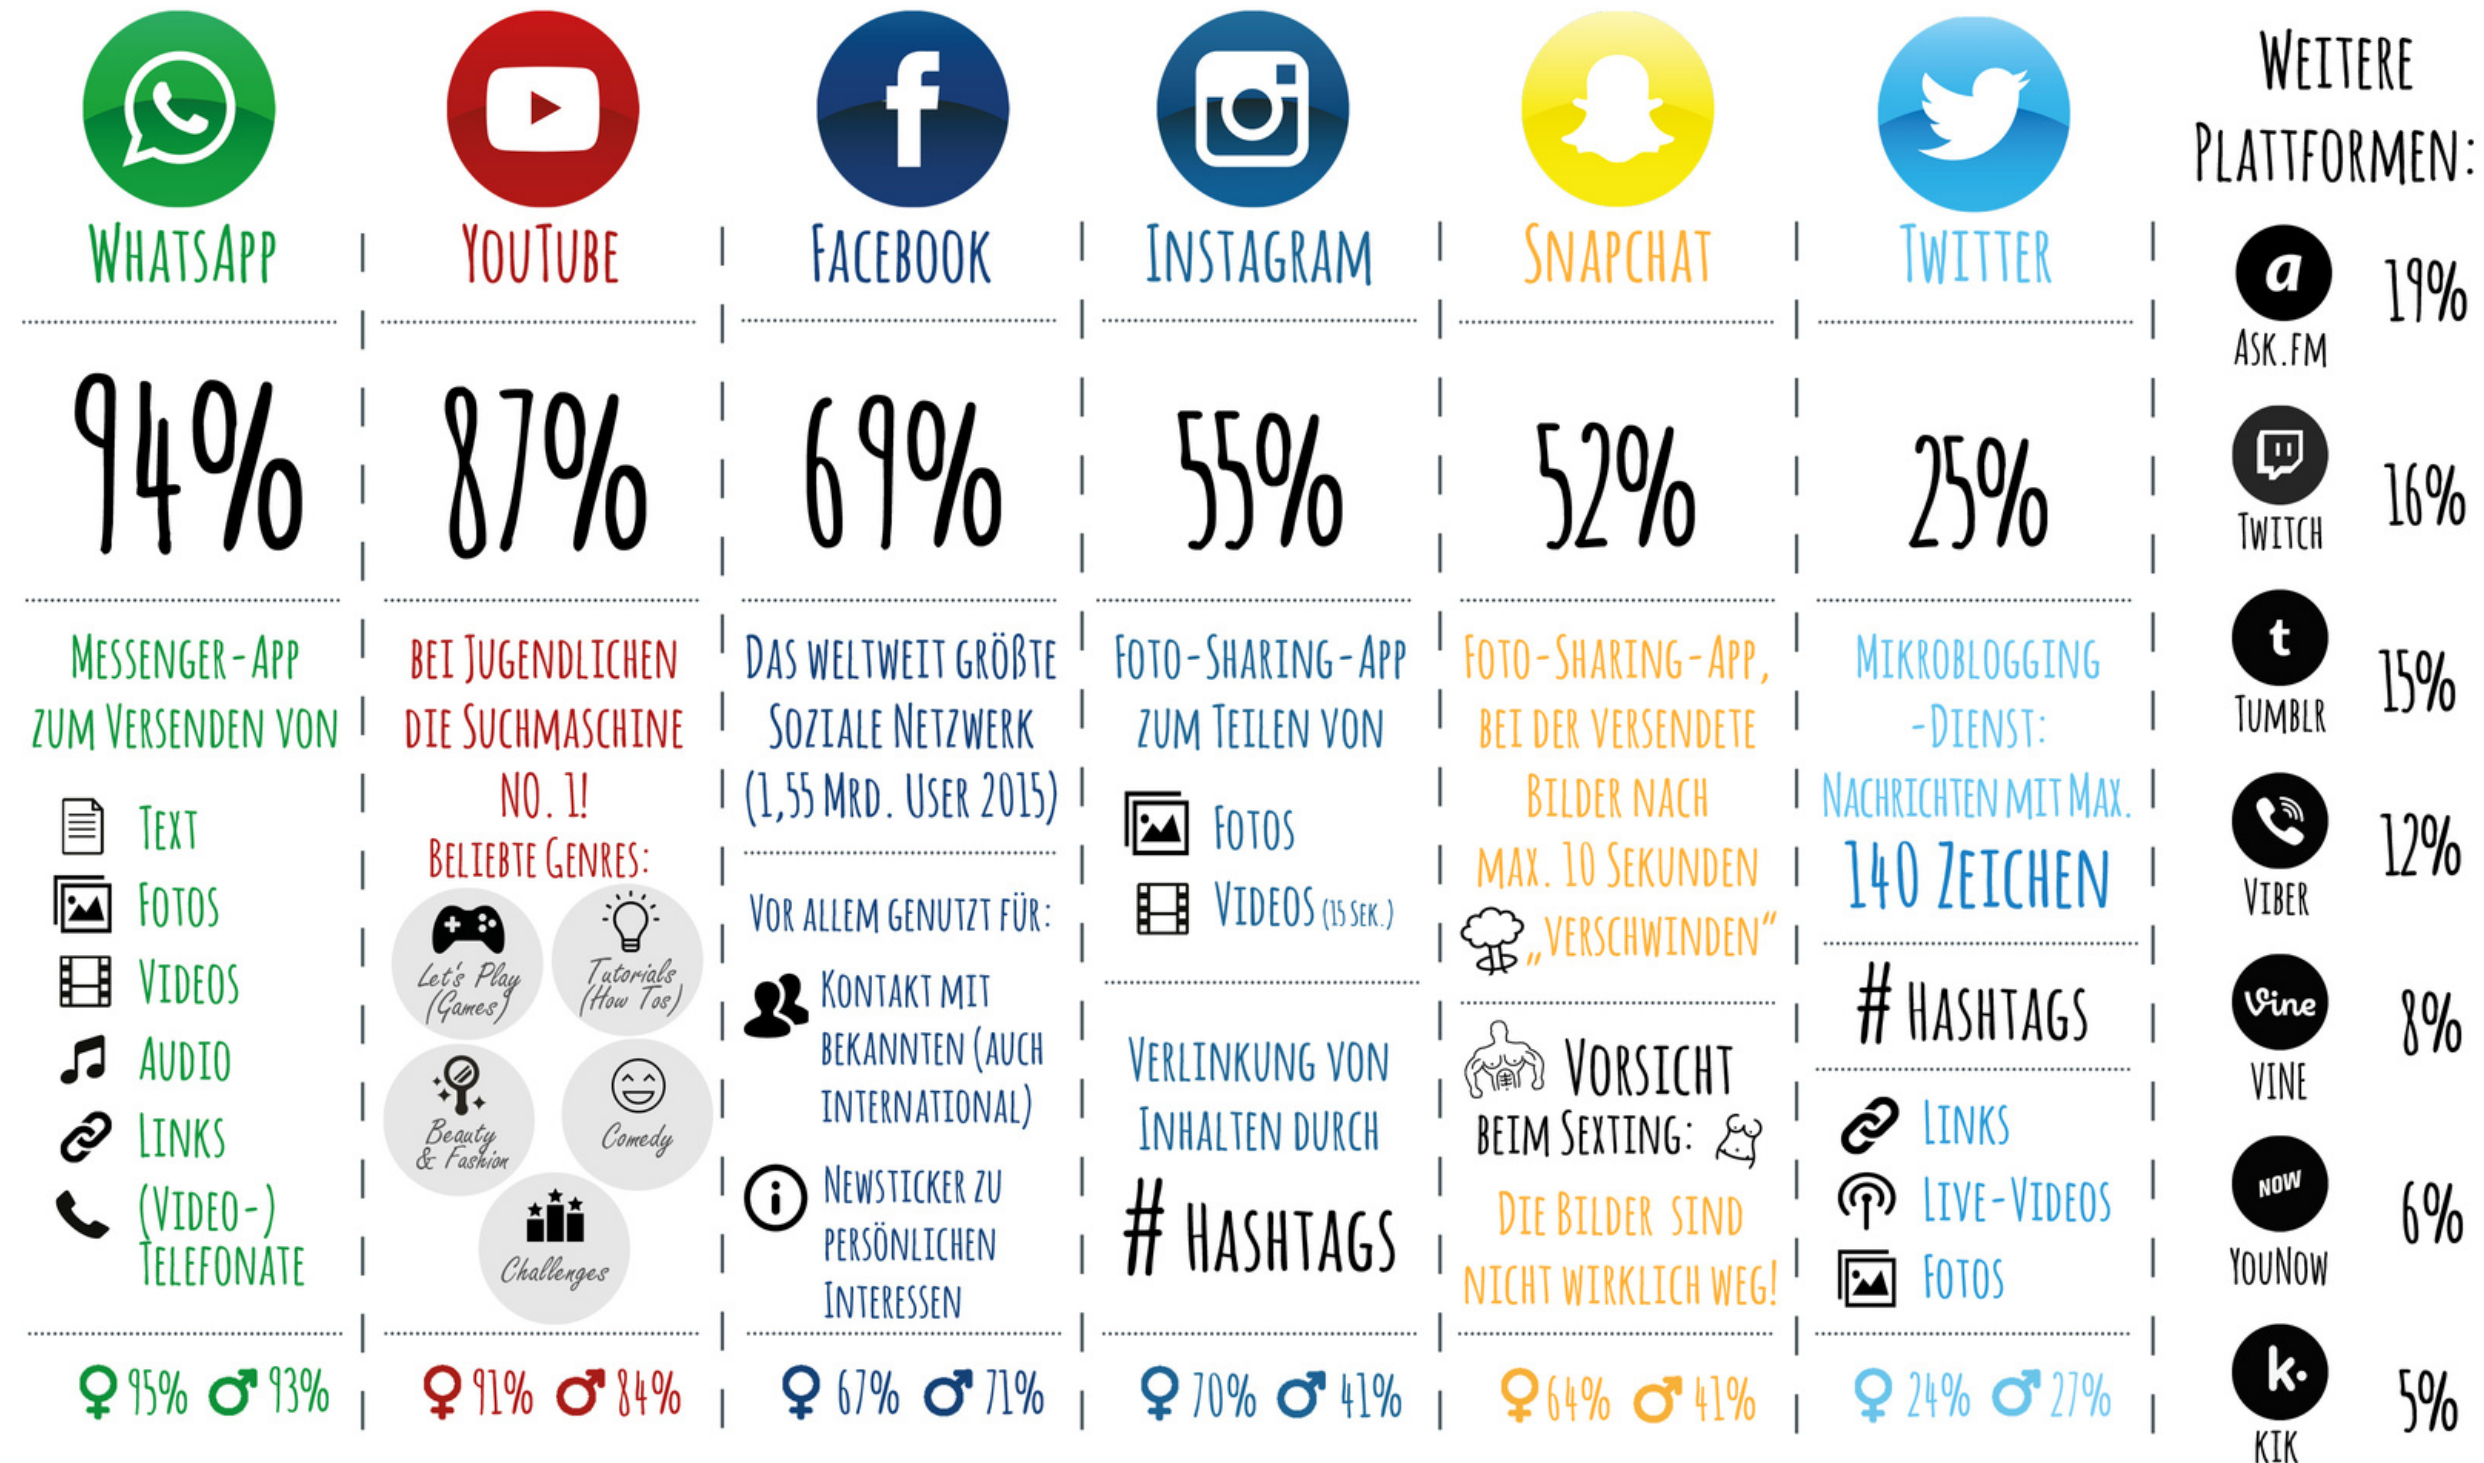 WHATSAPP
94%
MESSENGER-APP
ZUM VERSENDEN VON
TEXT
FOTOS
VIDEOS
AUDIO
LINKS
(VIDEO-)
TELEFONATE
♀ 95% ♂ 93%
YOUTUBE
87%
BEI JUGENDLICHEN
DIE SUCHMASCHINE
NO. 1!
BELIEBTE GENRES:
Let's Play
(Games)
Tutorials
(How Tos)
Beauty
& Fashion
Comedy
Challenges
♀ 91% ♂ 84%
FACEBOOK
69%
DAS WELTWEIT GRÖßTE
SOZIALE NETZWERK
(1,55 MRD. USER 2015)
VOR ALLEM GENUTZT FÜR:
KONTAKT MIT
BEKANNTEN (AUCH
INTERNATIONAL)
NEWSTICKER ZU
PERSÖNLICHEN
INTERESSEN
♀ 67% ♂ 71%
INSTAGRAM
55%
FOTO-SHARING-APP
ZUM TEILEN VON
FOTOS
VIDEOS (15 SEK.)
VERLINKUNG VON
INHALTEN DURCH
# HASHTAGS
♀ 70% ♂ 41%
SNAPCHAT
52%
FOTO-SHARING-APP,
BEI DER VERSENDETE
BILDER NACH
MAX. 10 SEKUNDEN
„VERSCHWINDEN“
VORSICHT
BEIM SEXTING:
DIE BILDER SIND
NICHT WIRKLICH WEG!
♀ 64% ♂ 41%
TWITTER
25%
MIKROBLOGGING
-DIENST:
NACHRICHTEN MIT MAX.
140 ZEICHEN
# HASHTAGS
LINKS
LIVE-VIDEOS
FOTOS
♀ 24% ♂ 27%
WEITERE
PLATTFORMEN:
a
19%
ASK.FM
16%
TWITCH
t
15%
TUMBLR
12%
VIBER
Vine
8%
VINE
NOW
6%
YOUNOW
k.
5%
KIK